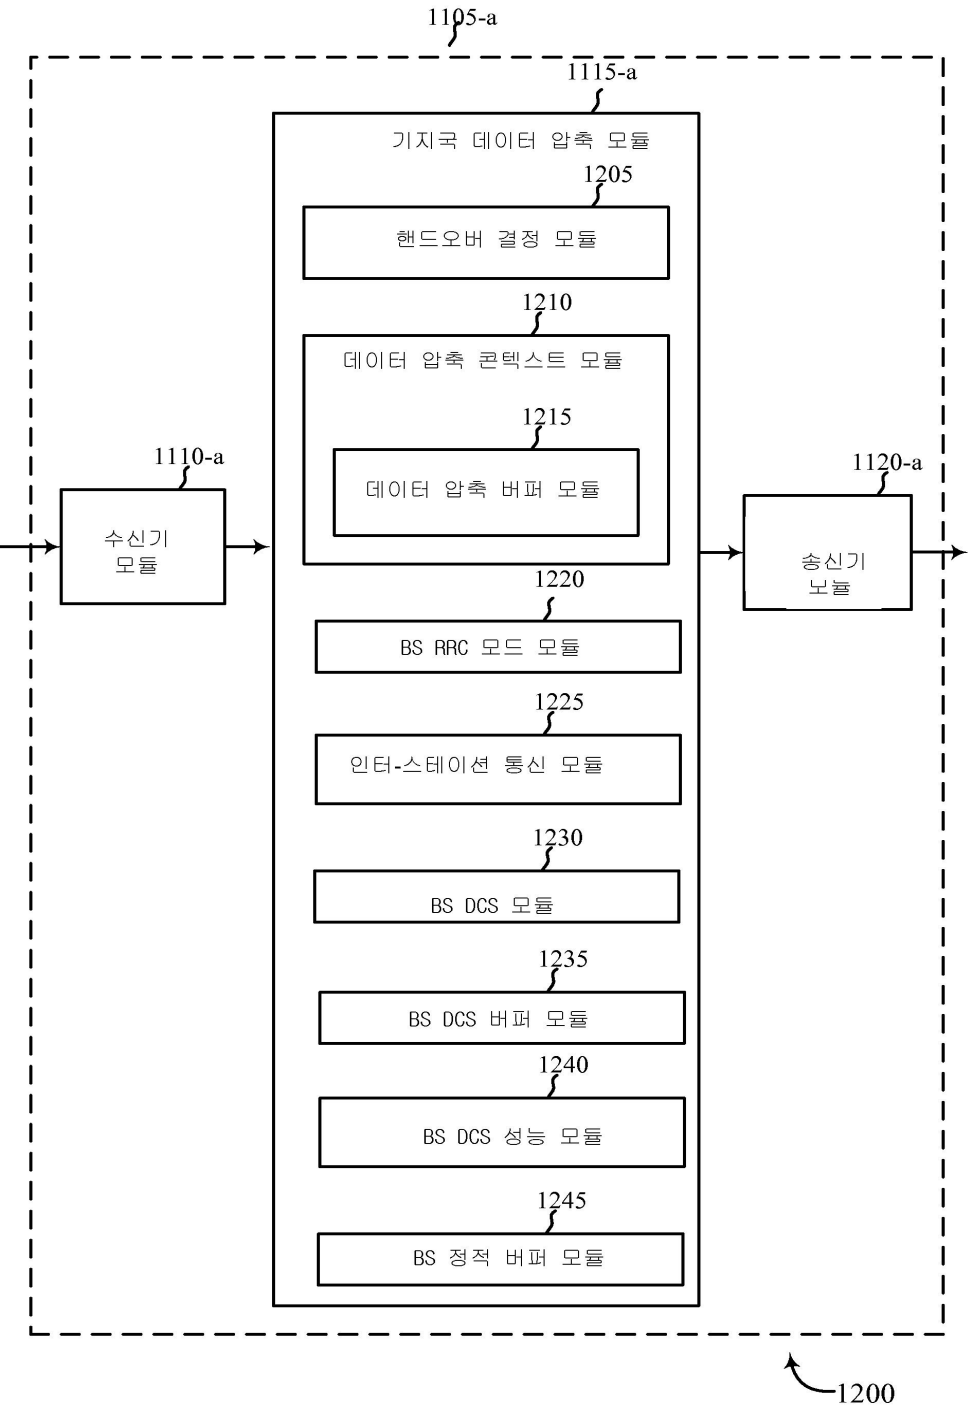 1105-a
1115-a
기지국 데이터 압축 모듈
1205
핸드오버 결정 모듈
1210
데이터 압축 콘텍스트 모듈
1215
데이터 압축 버퍼 모듈
1110-a
수신기
모듈
1120-a
송신기
모듈
1220
BS RRC 모드 모듈
1225
인터-스테이션 통신 모듈
1230
BS DCS 모듈
1235
BS DCS 버퍼 모듈
1240
BS DCS 성능 모듈
1245
BS 정적 버퍼 모듈
1200